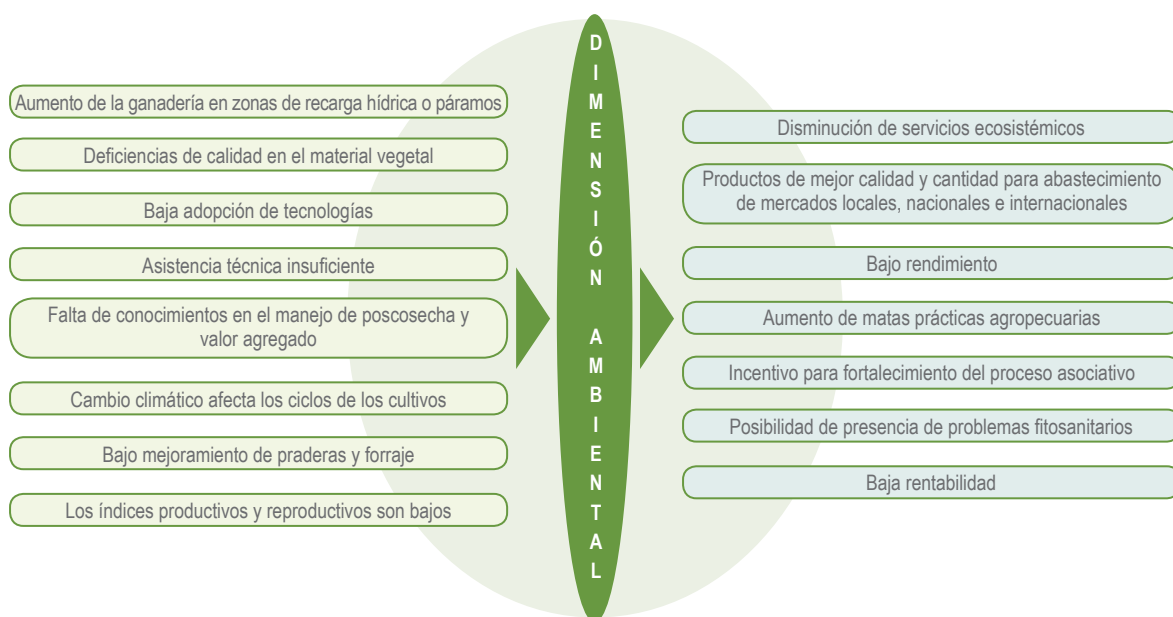 Aumento de la ganadería en zonas de recarga hídrica o páramos
Deficiencias de calidad en el material vegetal
Baja adopción de tecnologías
Asistencia técnica insuficiente
Falta de conocimientos en el manejo de poscosecha y
valor agregado
Cambio climático afecta los ciclos de los cultivos
Bajo mejoramiento de praderas y forraje
Los índices productivos y reproductivos son bajos
DIMENSIÓN AMBIENTAL
Disminución de servicios ecosistémicos
Productos de mejor calidad y cantidad para abastecimiento
de mercados locales, nacionales e internacionales
Bajo rendimiento
Aumento de matas prácticas agropecuarias
Incentivo para fortalecimiento del proceso asociativo
Posibilidad de presencia de problemas fitosanitarios
Baja rentabilidad